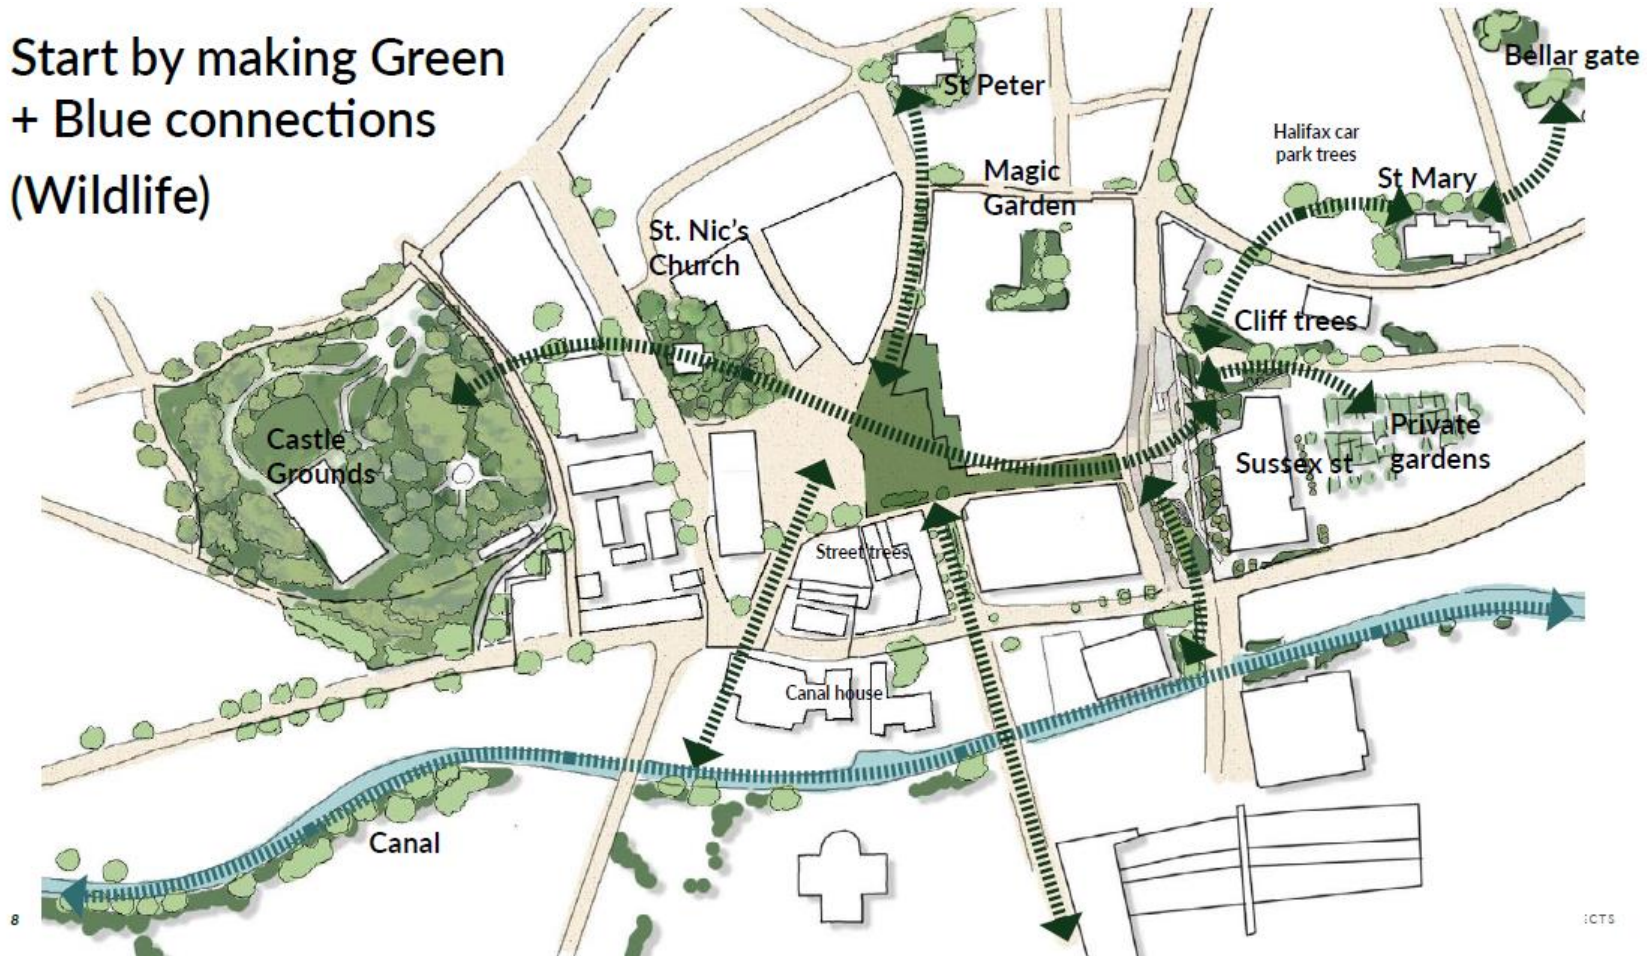 Start by making Green
+ Blue connections
(Wildlife)
Bellar gate
St Peter
Halifax car
park trees
Magic
Garden
St Mary
St. Nic's
Church
Cliff trees
Castle
Grounds
Private
gardens
Sussex st
Street trees
Canal house
Canal
8
:CTS